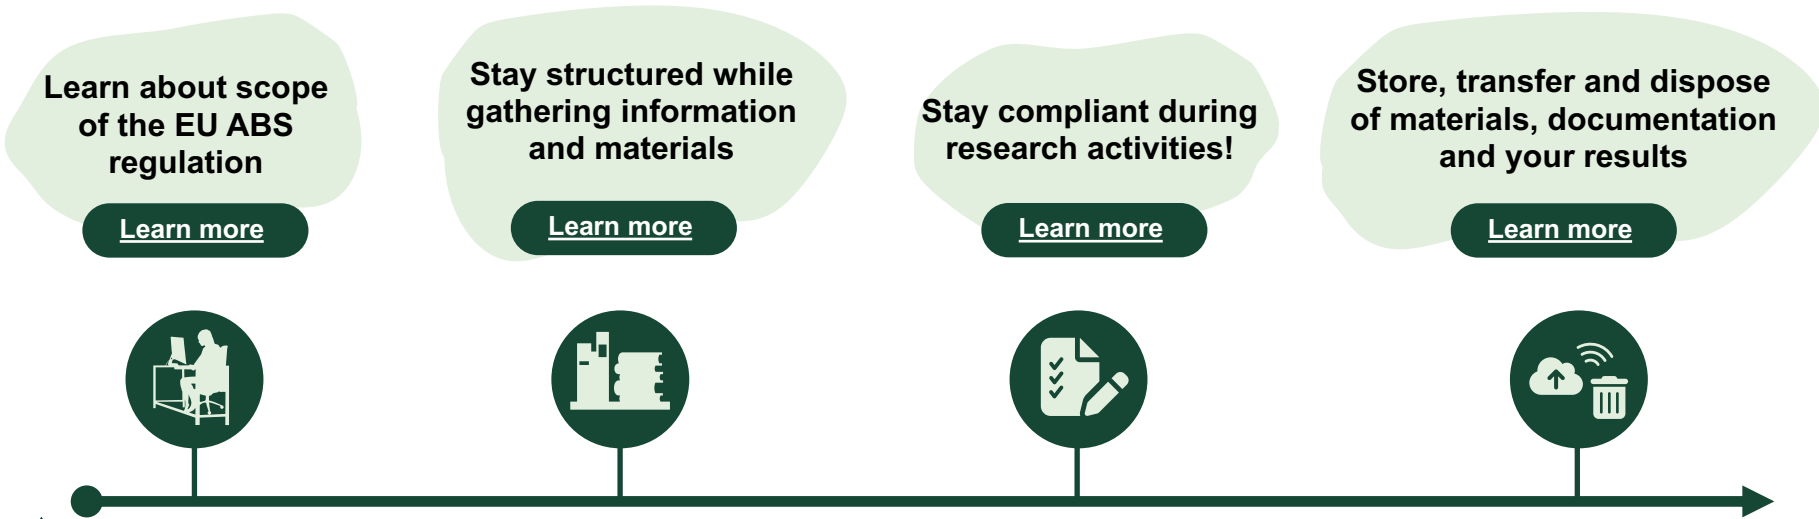 Learn about scope
of the EU ABS
regulation
Learn more
Stay structured while
gathering information
and materials
Learn more
Stay compliant during
research activities!
Learn more
Store, transfer and dispose
of materials, documentation
and your results
Learn more